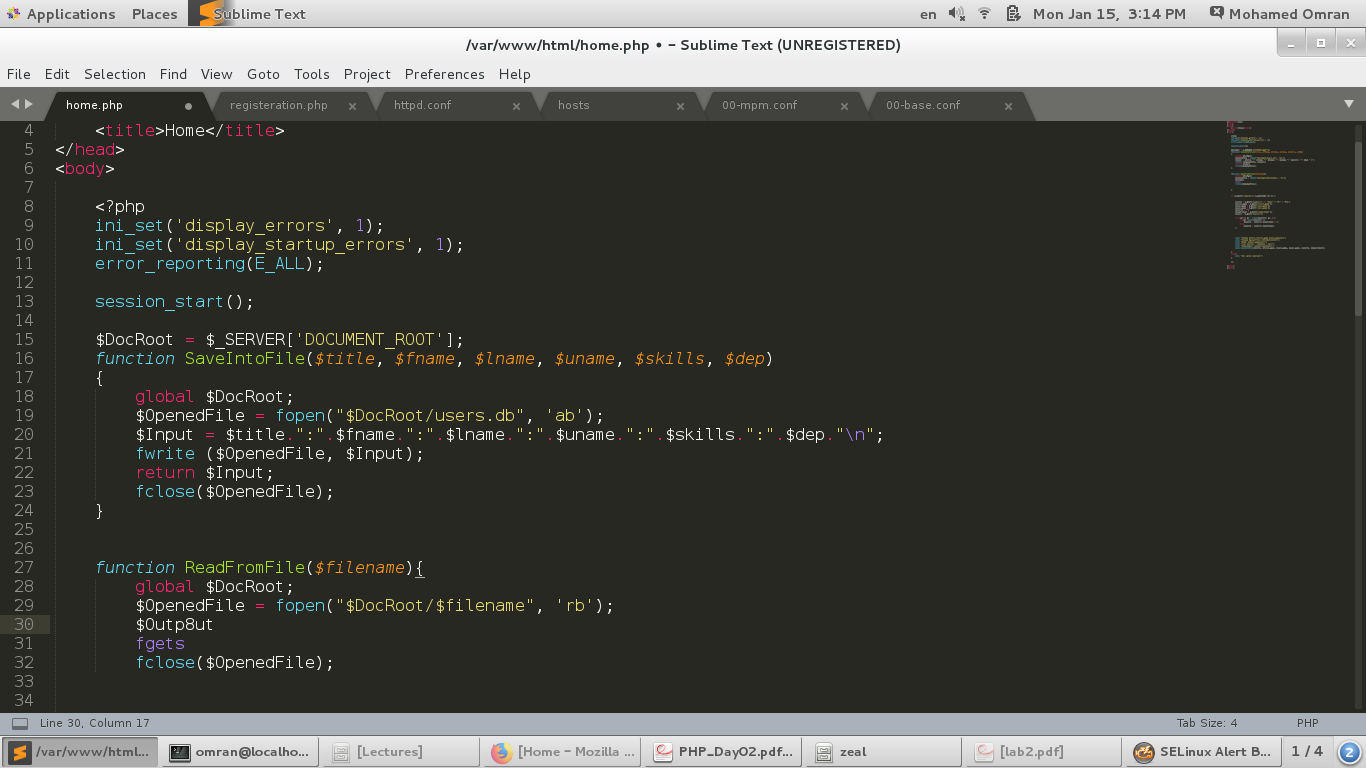 Applications Places Sublime Text en Mon Jan 15, 3:14 PM Mohamed Omran
/var/www/html/home.php • - Sublime Text (UNREGISTERED)
File Edit Selection Find View Goto Tools Project Preferences Help
home.php registeration.php httpd.conf hosts 00-mpm.conf 00-base.conf
4 <title>Home</title>
5 </head>
6 <body>
7
8 <?php
9 ini_set('display_errors', 1);
10 ini_set('display_startup_errors', 1);
11 error_reporting(E_ALL);
12
13 session_start();
14
15 $DocRoot = $_SERVER['DOCUMENT_ROOT'];
16 function SaveIntoFile($title, $fname, $lname, $uname, $skills, $dep)
17 {
18 global $DocRoot;
19 $OpenedFile = fopen("$DocRoot/users.db", 'ab');
20 $Input = $title.":".$fname.":".$lname.":".$uname.":".$skills.":".$dep."\n";
21 fwrite ($OpenedFile, $Input);
22 return $Input;
23 fclose($OpenedFile);
24 }
25
26
27 function ReadFromFile($filename){
28 global $DocRoot;
29 $OpenedFile = fopen("$DocRoot/$filename", 'rb');
30 $Outp8ut
31 fgets
32 fclose($OpenedFile);
33
34
Line 30, Column 17 Tab Size: 4 PHP
/var/www/html... omran@localho... [Lectures] [Home - Mozilla ... PHP_Day02.pdf... zeal [lab2.pdf] SELinux Alert B... 1 / 4 2